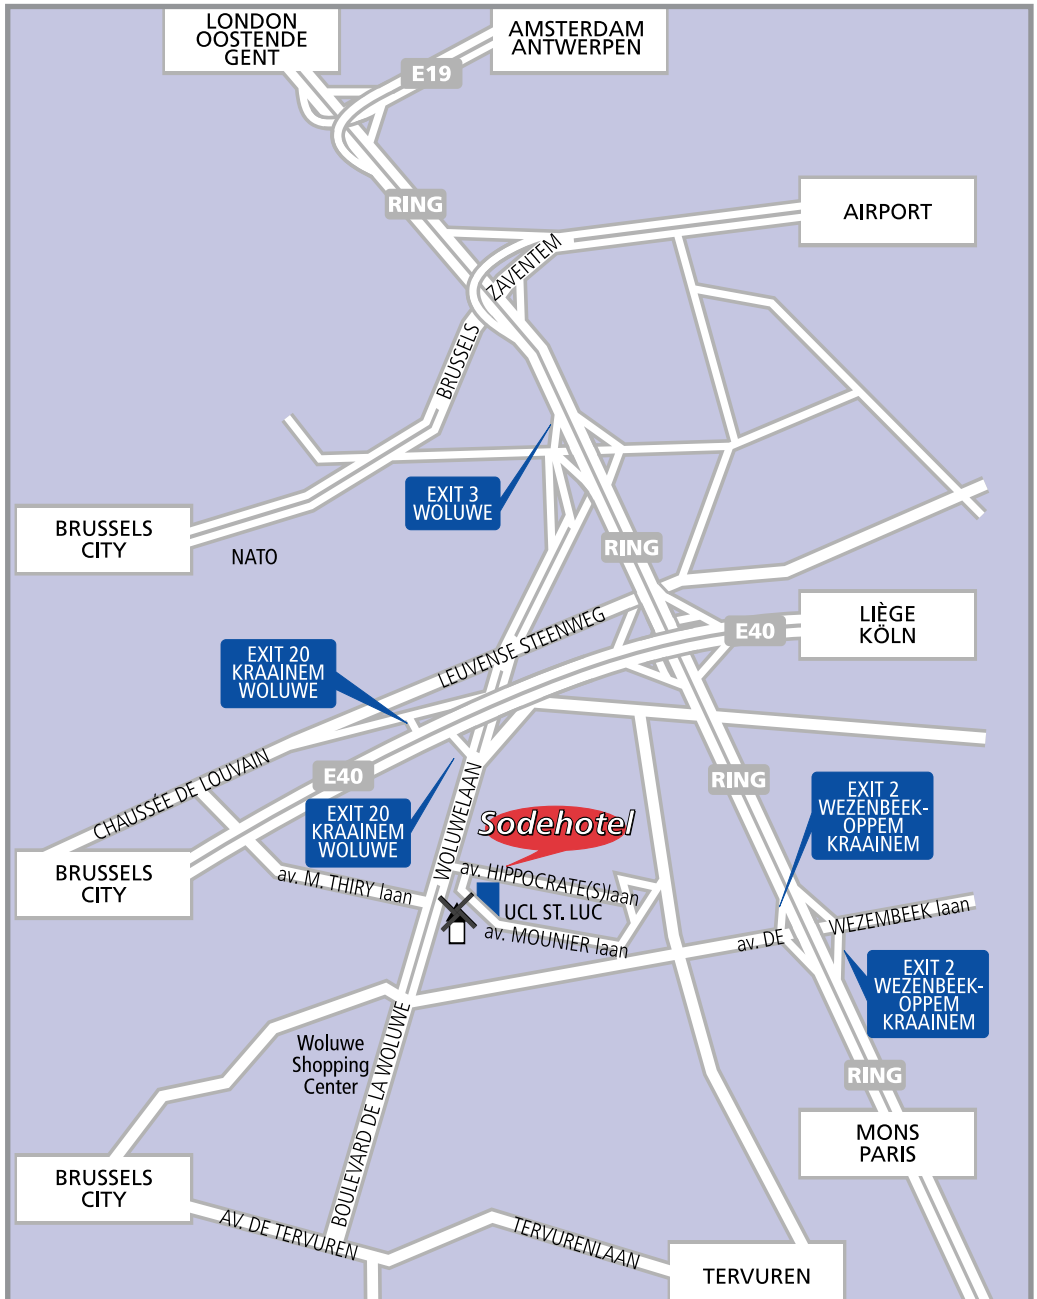 LONDON
OOSTENDE
GENT
AMSTERDAM
ANTWERPEN
E19
RING
AIRPORT
ZAVENTEM
BRUSSELS
EXIT 3
WOLUWE
BRUSSELS
CITY
NATO
RING
LIÈGE
KÖLN
E40
LEUVENSE STEENWEG
EXIT 20
KRAAINEM
WOLUWE
CHAUSSÉE DE LOUVAIN
E40
RING
EXIT 20
KRAAINEM
WOLUWE
WOLUWELAAN
Sodehotel
EXIT 2
WEZENBEEK-
OPPEM
KRAAINEM
BRUSSELS
CITY
av. M. THIRY laan
av. HIPPOCRATE(S)laan
UCL ST. LUC
av. MOUNIER laan
av. DE
WEZEMBEEK laan
EXIT 2
WEZENBEEK-
OPPEM
KRAAINEM
Woluwe
Shopping
Center
BOULEVARD DE LA WOLUWE
RING
MONS
PARIS
BRUSSELS
CITY
AV. DE TERVUREN
TERVURENLAAN
TERVUREN